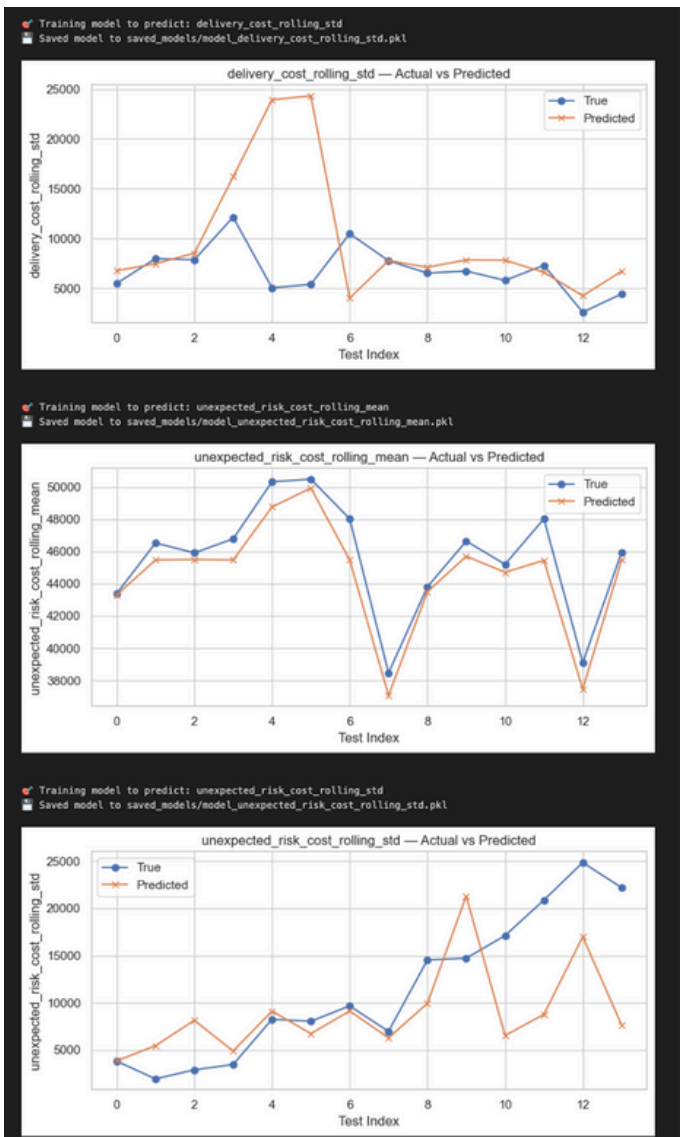 🎯 Training model to predict: delivery_cost_rolling_std
💾 Saved model to saved_models/model_delivery_cost_rolling_std.pkl
delivery_cost_rolling_std — Actual vs Predicted
True
Predicted
delivery_cost_rolling_std
25000
20000
15000
10000
5000
0 2 4 6 8 10 12
Test Index
🎯 Training model to predict: unexpected_risk_cost_rolling_mean
💾 Saved model to saved_models/model_unexpected_risk_cost_rolling_mean.pkl
unexpected_risk_cost_rolling_mean — Actual vs Predicted
True
Predicted
unexpected_risk_cost_rolling_mean
50000
48000
46000
44000
42000
40000
38000
0 2 4 6 8 10 12
Test Index
🎯 Training model to predict: unexpected_risk_cost_rolling_std
💾 Saved model to saved_models/model_unexpected_risk_cost_rolling_std.pkl
unexpected_risk_cost_rolling_std — Actual vs Predicted
True
Predicted
unexpected_risk_cost_rolling_std
25000
20000
15000
10000
5000
0 2 4 6 8 10 12
Test Index